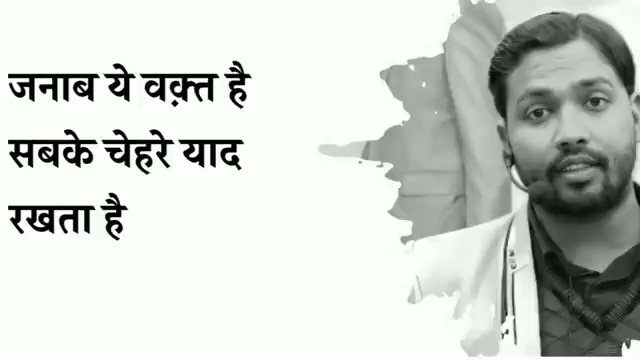 जनाब ये वक़्त है
सबके चेहरे याद
रखता है